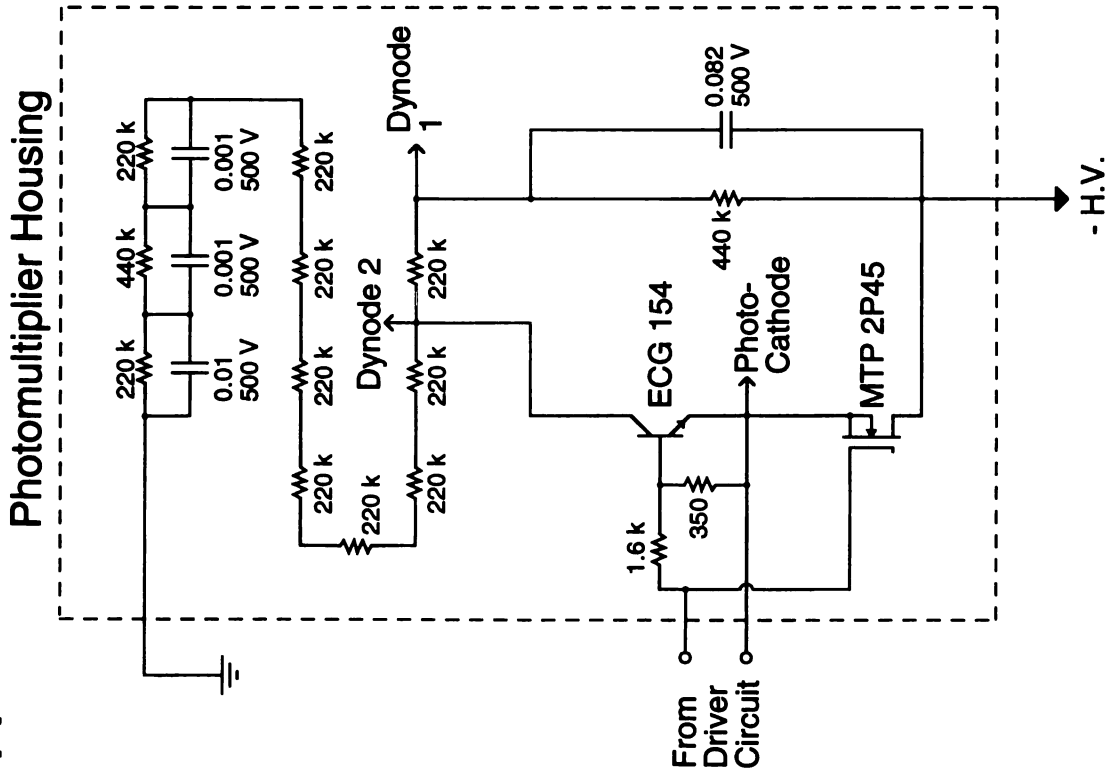 Photomultiplier Housing
220 k
440 k
220 k
0.01
500 V
0.001
500 V
0.001
500 V
220 k
220 k
220 k
220 k
220 k
Dynode 2
Dynode
1
220 k
220 k
220 k
0.082
500 V
440 k
ECG 154
Photo-
Cathode
1.6 k
350
MTP 2P45
From
Driver
Circuit
- H.V.